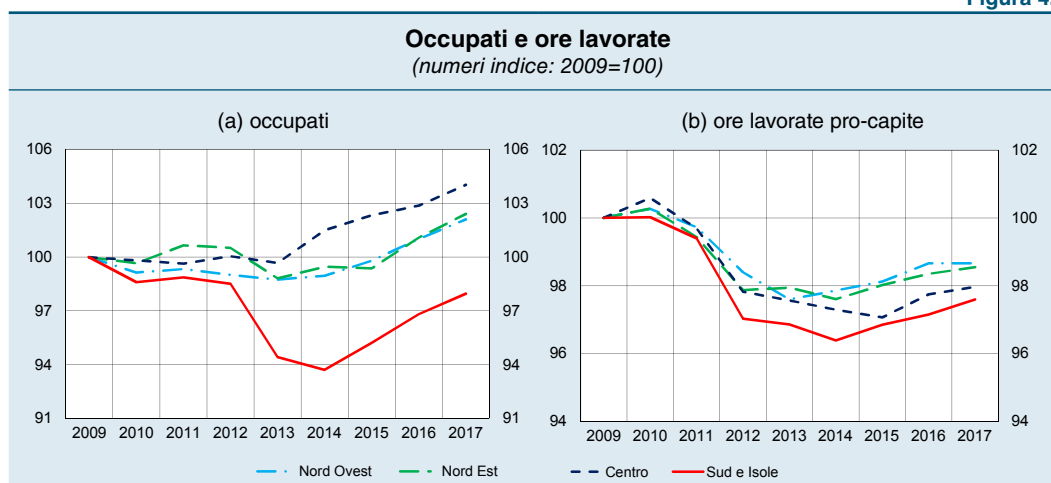 Figura 4.
Occupati e ore lavorate
(numeri indice: 2009=100)
(a) occupati
(b) ore lavorate pro-capite
106 106 102 102
103 103
100 100 100 100
98 98
97 97
96 96
94 94
91 91 94 94
2009 2010 2011 2012 2013 2014 2015 2016 2017 2009 2010 2011 2012 2013 2014 2015 2016 2017
Nord Ovest Nord Est Centro Sud e Isole